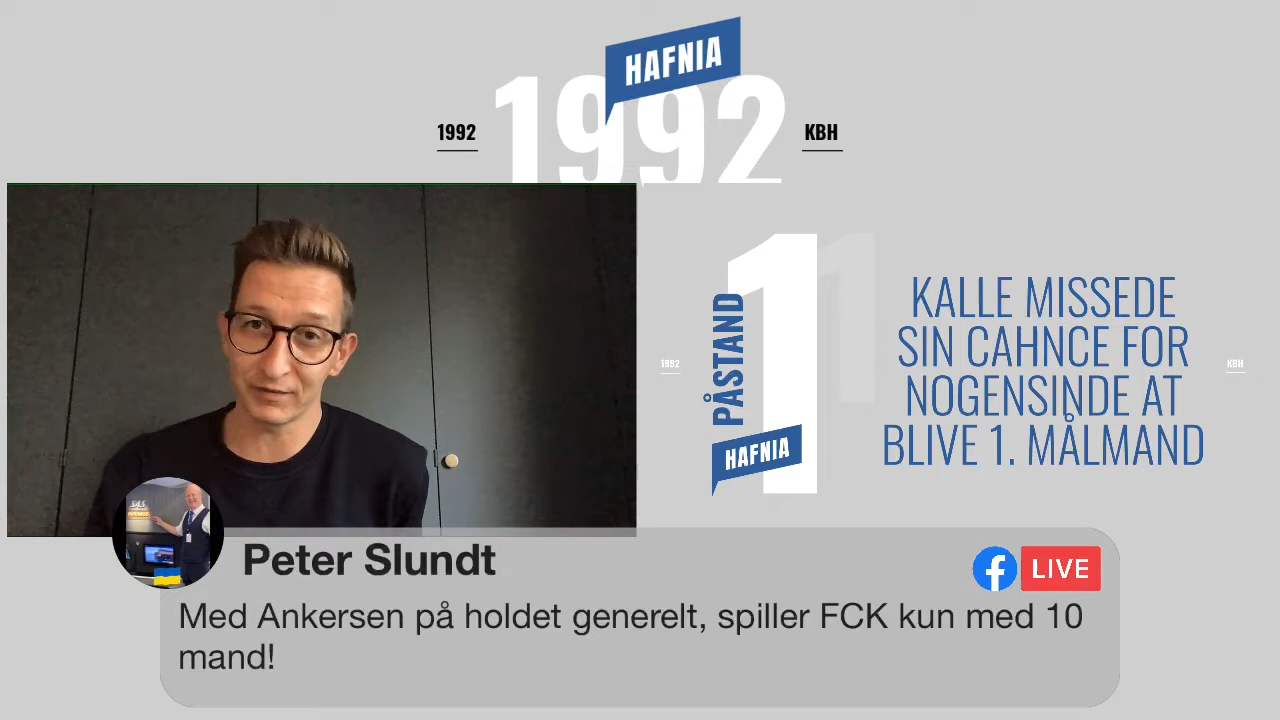 HAFNIA
1992
1992
KBH
PÅSTAND
1
HAFNIA
1992
KBH
KALLE MISSEDE
SIN CAHNCE FOR
NOGENSINDE AT
BLIVE 1. MÅLMAND
Peter Slundt
LIVE
Med Ankersen på holdet generelt, spiller FCK kun med 10
mand!